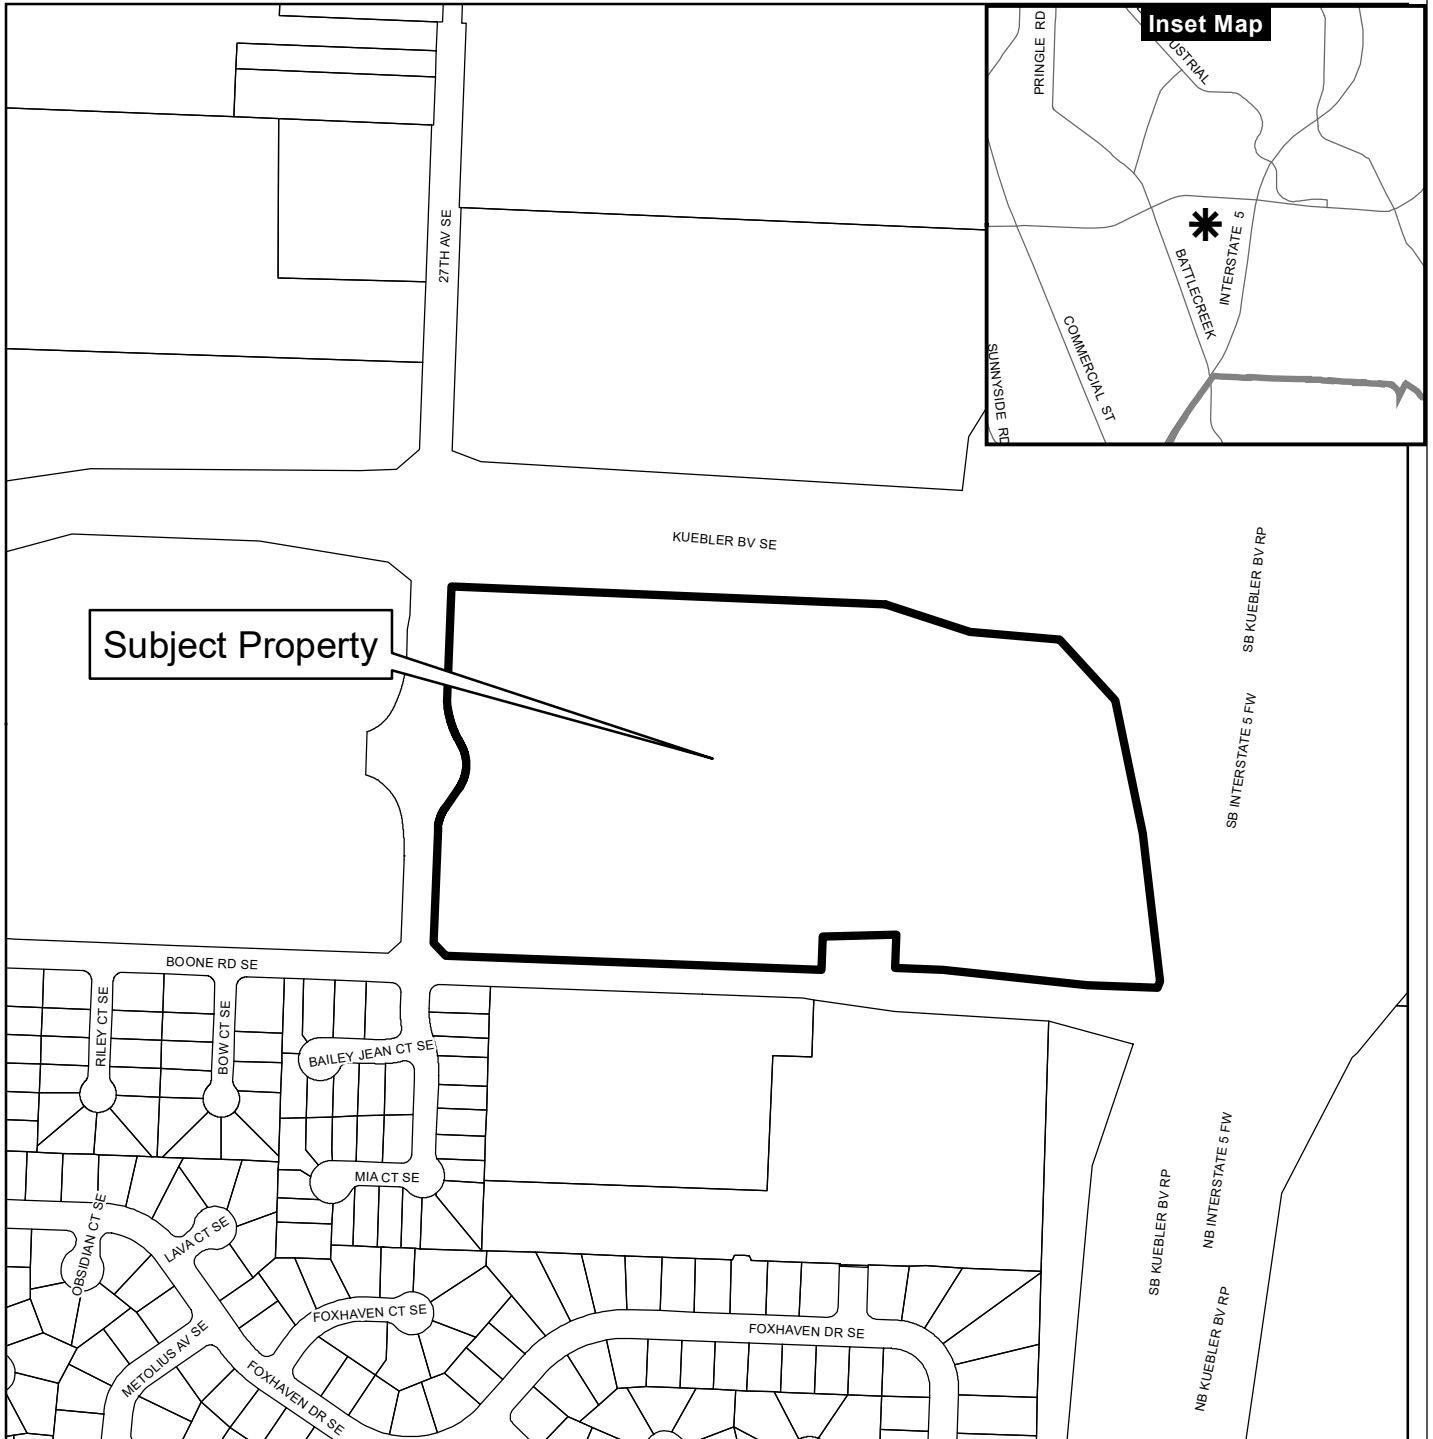 Inset Map
PRINGLE RD
USTRIAL
INTERSTATE 5
BATTLECREEK
COMMERCIAL ST
SUNNYSIDE RD
27TH AV SE
KUEBLER BV SE
SB KUEBLER BV RP
Subject Property
SB INTERSTATE 5 FW
BOONE RD SE
RILEY CT SE
BOW CT SE
BAILEY JEAN CT SE
MIA CT SE
OBSIDIAN CT SE
LAVA CT SE
NB INTERSTATE 5 FW
SB KUEBLER BV RP
FOXHAVEN CT SE
FOXHAVEN DR SE
METOLIUS AV SE
FOXHAVEN DR SE
NB KUEBLER BV RP